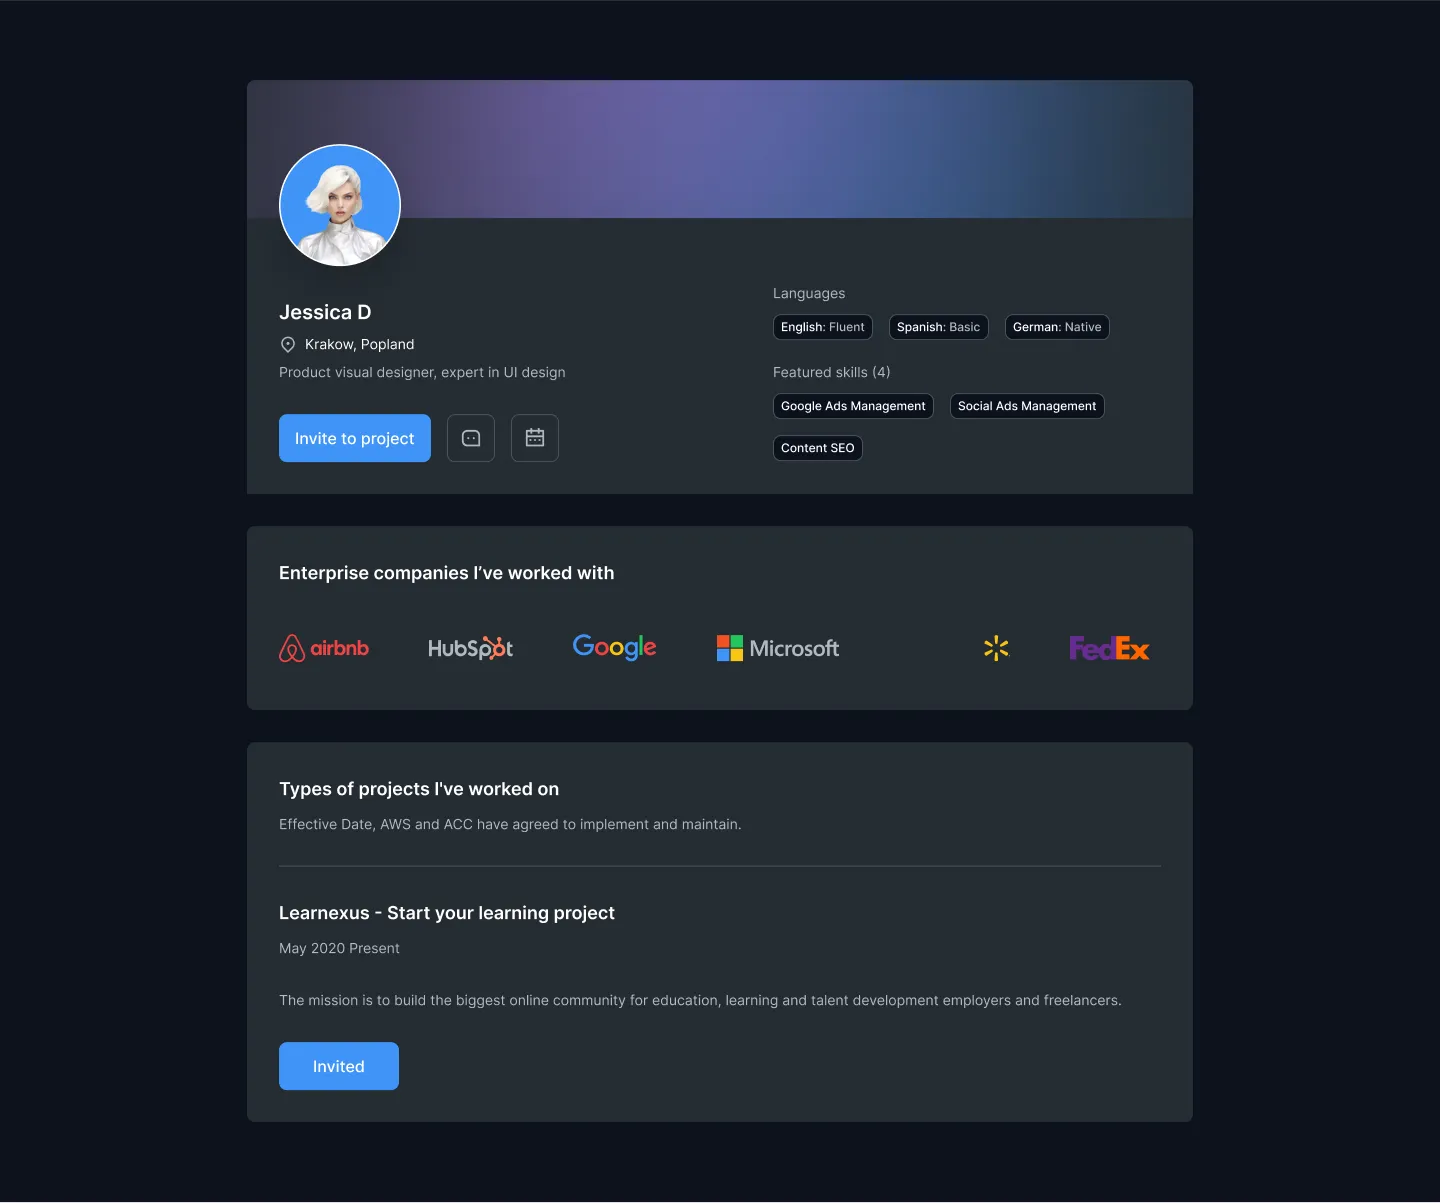 Jessica D
Krakow, Popland
Product visual designer, expert in UI design
Invite to project
Languages
English: Fluent
Spanish: Basic
German: Native
Featured skills (4)
Google Ads Management
Social Ads Management
Content SEO
Enterprise companies I’ve worked with
airbnb
HubSpot
Google
Microsoft
FedEx
Types of projects I've worked on
Effective Date, AWS and ACC have agreed to implement and maintain.
Learnexus - Start your learning project
May 2020 Present
The mission is to build the biggest online community for education, learning and talent development employers and freelancers.
Invited